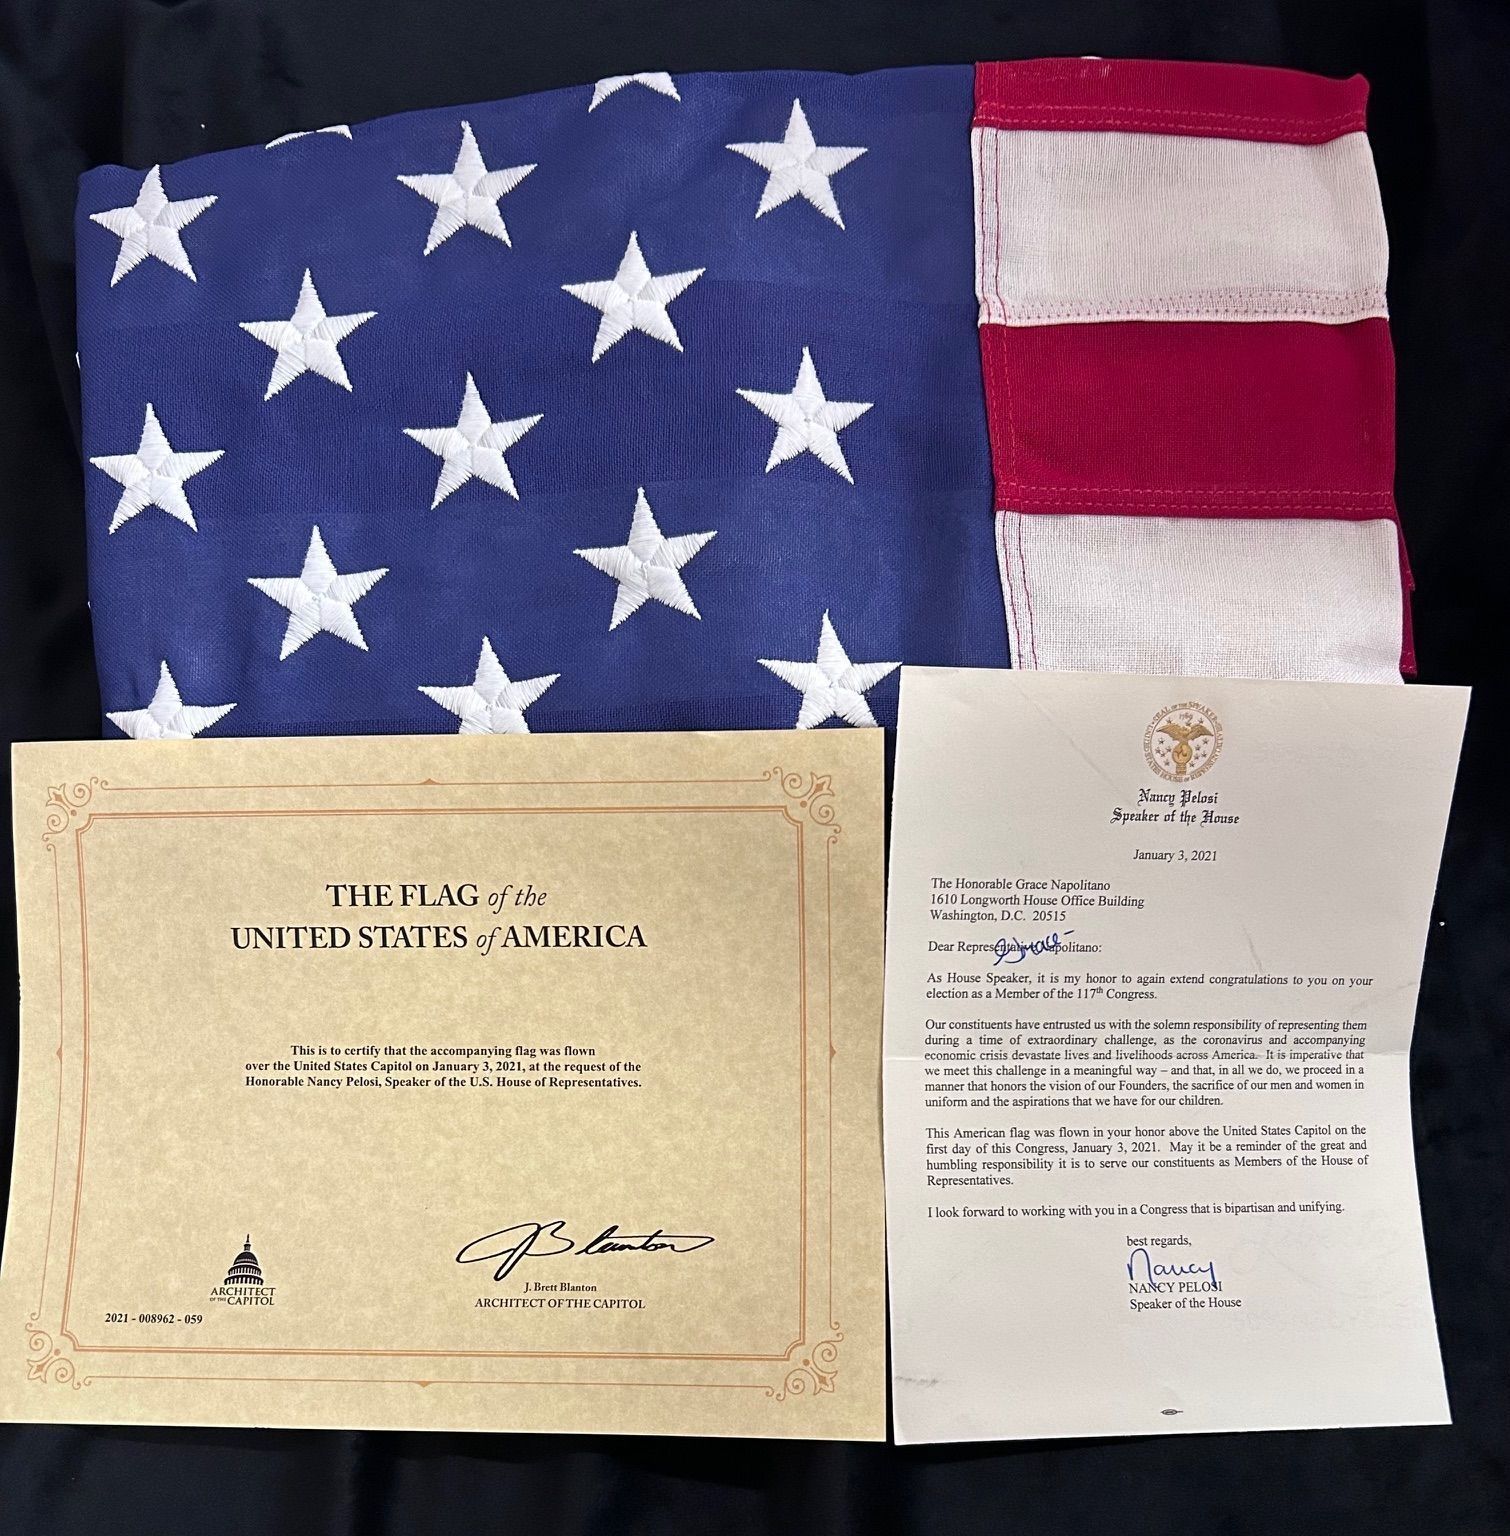 THE FLAG of the
UNITED STATES of AMERICA
This is to certify that the accompanying flag was flown
over the United States Capitol on January 3, 2021, at the request of the
Honorable Nancy Pelosi, Speaker of the U.S. House of Representatives.
ARCHITECT
OF THE CAPITOL
2021 - 008962 - 059
J. Brett Blanton
ARCHITECT OF THE CAPITOL
Nancy Pelosi
Speaker of the House
January 3, 2021
The Honorable Grace Napolitano
1610 Longworth House Office Building
Washington, D.C. 20515
Dear Representative Napolitano:
Grace-
As House Speaker, it is my honor to again extend congratulations to you on your
election as a Member of the 117th Congress.
Our constituents have entrusted us with the solemn responsibility of representing them
during a time of extraordinary challenge, as the coronavirus and accompanying
economic crisis devastate lives and livelihoods across America. It is imperative that
we meet this challenge in a meaningful way – and that, in all we do, we proceed in a
manner that honors the vision of our Founders, the sacrifice of our men and women in
uniform and the aspirations that we have for our children.
This American flag was flown in your honor above the United States Capitol on the
first day of this Congress, January 3, 2021. May it be a reminder of the great and
humbling responsibility it is to serve our constituents as Members of the House of
Representatives.
I look forward to working with you in a Congress that is bipartisan and unifying.
best regards,
Nancy
NANCY PELOSI
Speaker of the House